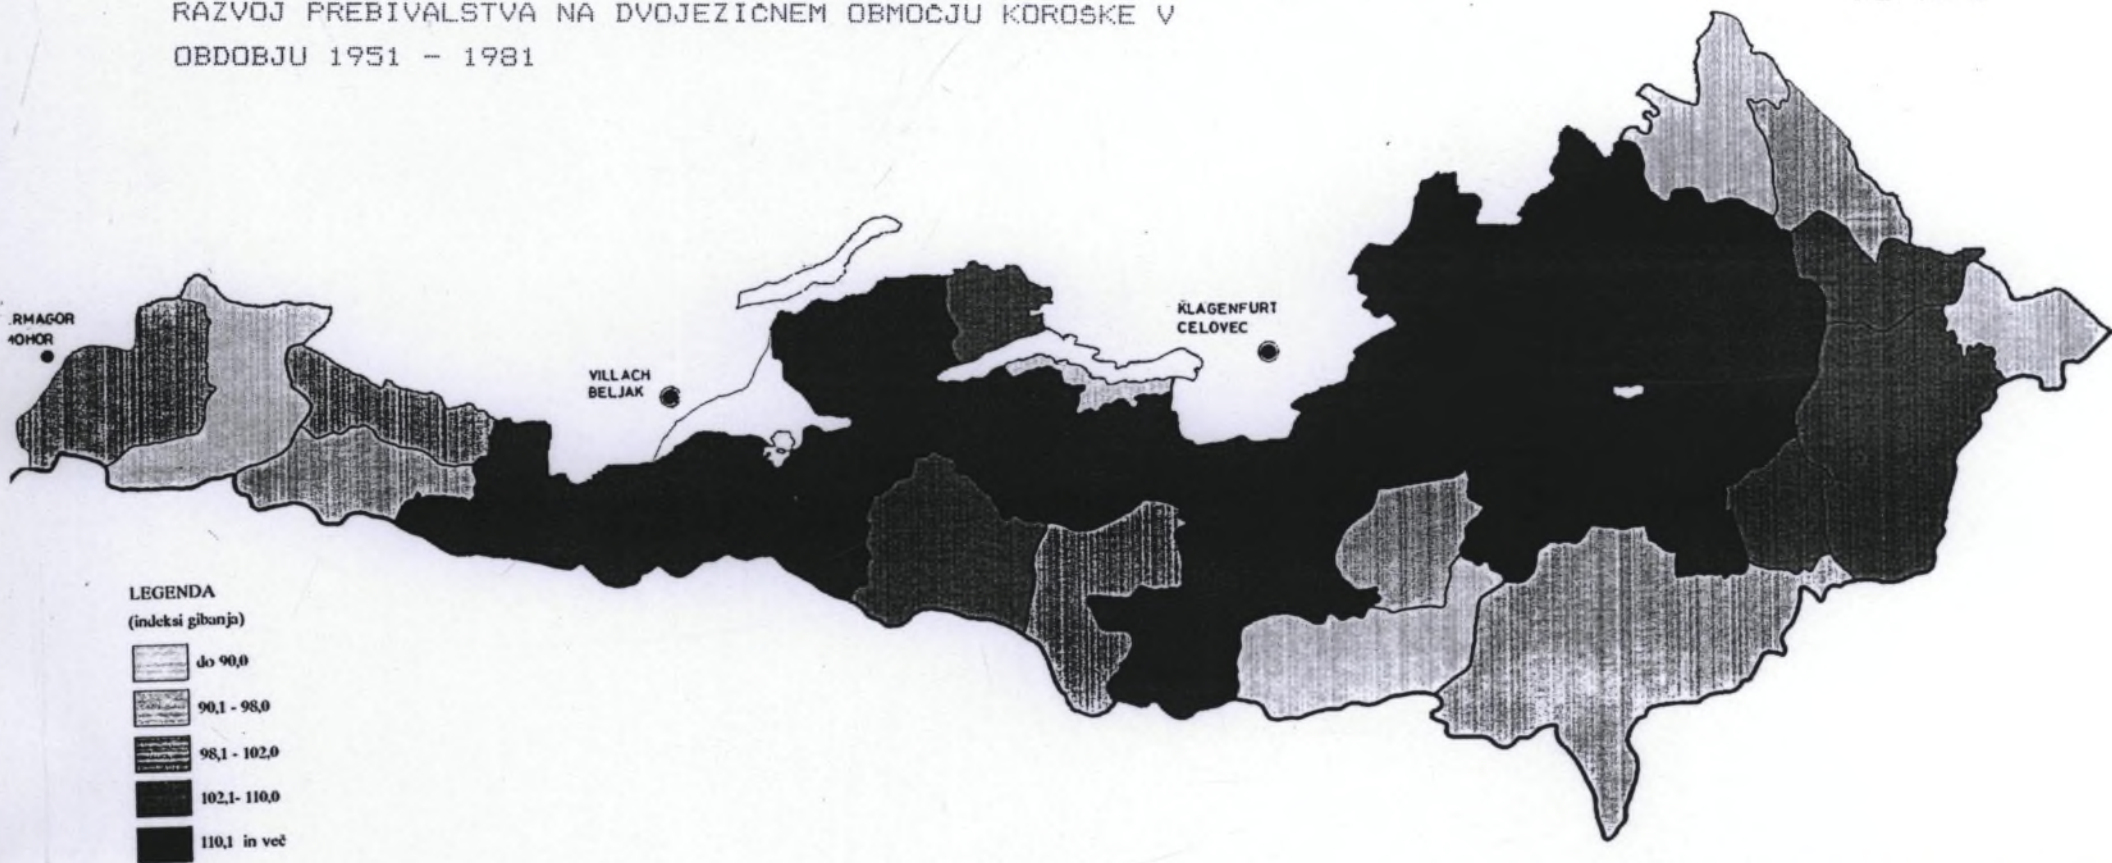 RAZVOJ PREBIVALSTVA NA DVOJEZIČNEM OBMOČJU KOROŠKE V
OBDOBJU 1951 - 1981
.RMAGOR
MOHOR
VILLACH
BELJAK
KLAGENFURT
CELOVEC
LEGENDA
(indeksi gibanja)
do 90,0
90,1 - 98,0
98,1 - 102,0
102,1- 110,0
110,1 in več